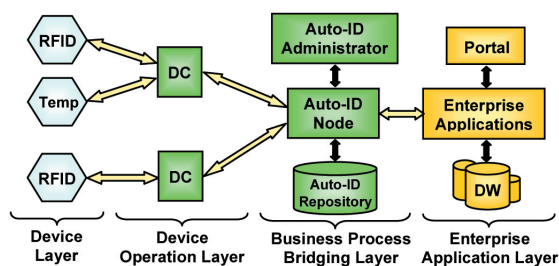 RFID
Temp
RFID
DC
DC
Auto-ID
Administrator
Auto-ID
Node
Auto-ID
Repository
Portal
Enterprise
Applications
DW
Device
Layer
Device
Operation Layer
Business Process
Bridging Layer
Enterprise
Application Layer